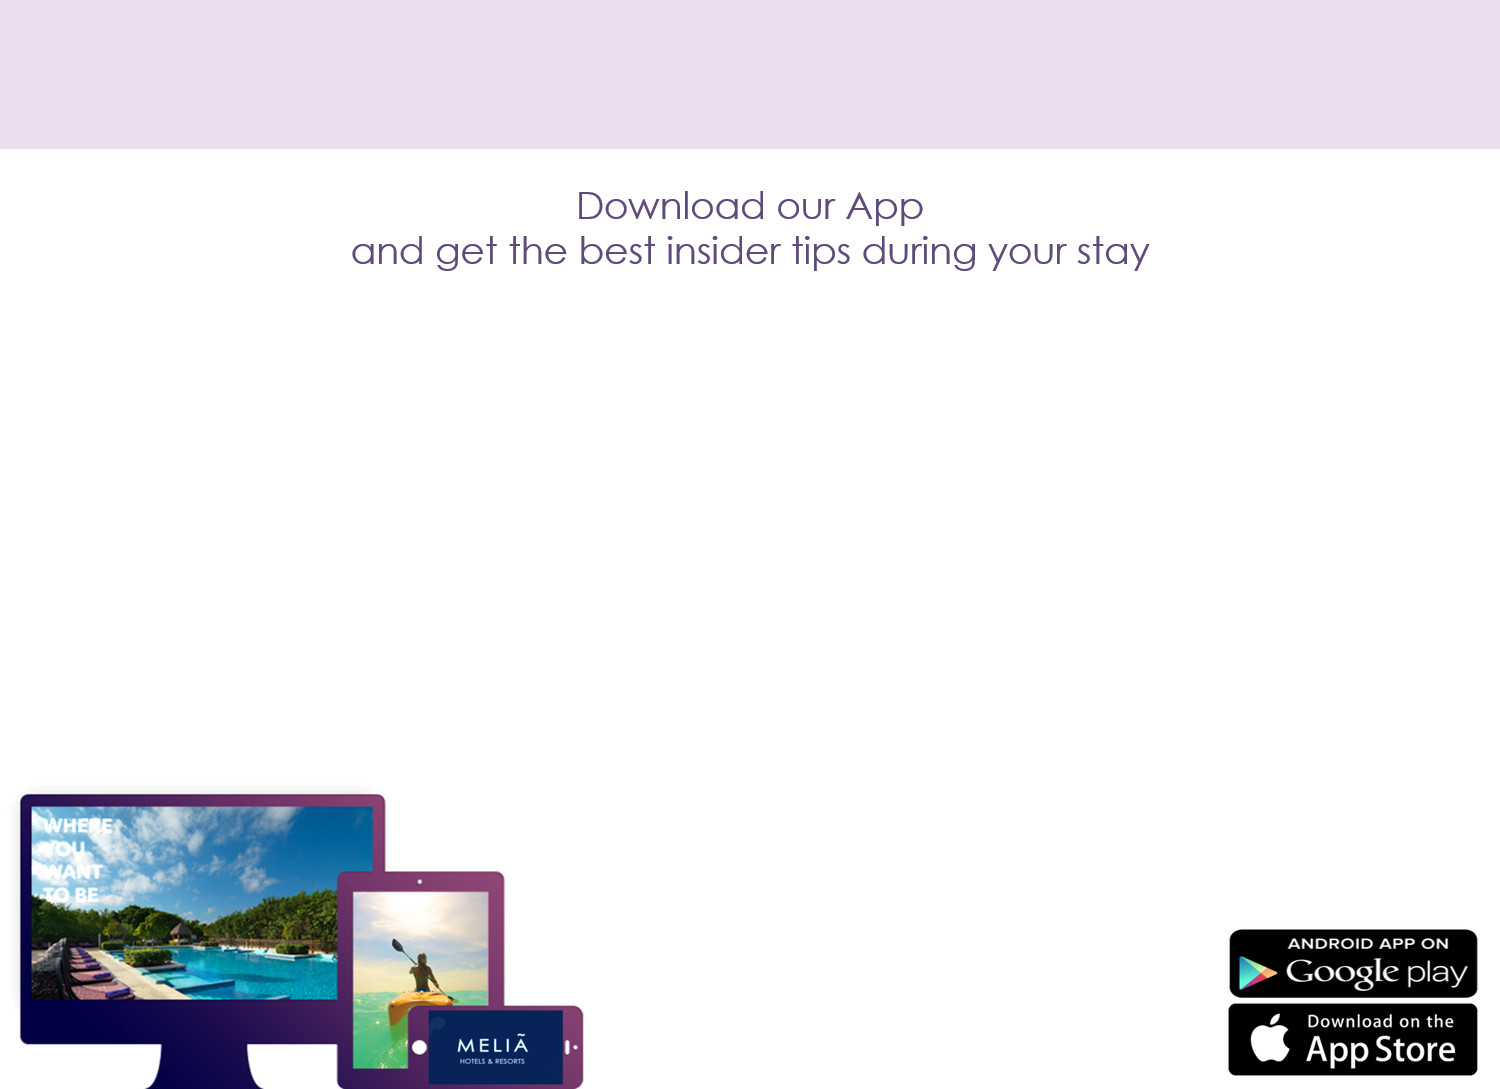 Download our App
and get the best insider tips during your stay
WHERE
YOU
WANT
TO BE
MELIÃ
HOTELS & RESORTS
ANDROID APP ON
Google play
Download on the
App Store